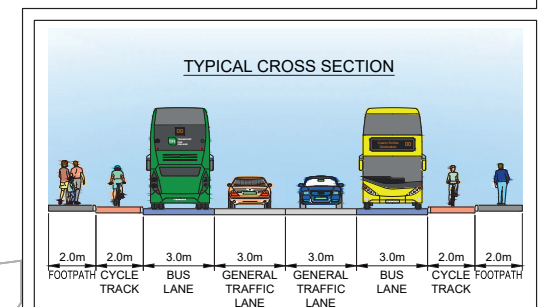 TYPICAL CROSS SECTION
2.0m 2.0m 3.0m 3.0m 3.0m 3.0m 2.0m 2.0m
FOOTPATH CYCLE BUS GENERAL GENERAL BUS CYCLE FOOTPATH
TRACK LANE TRAFFIC TRAFFIC LANE TRACK
LANE LANE